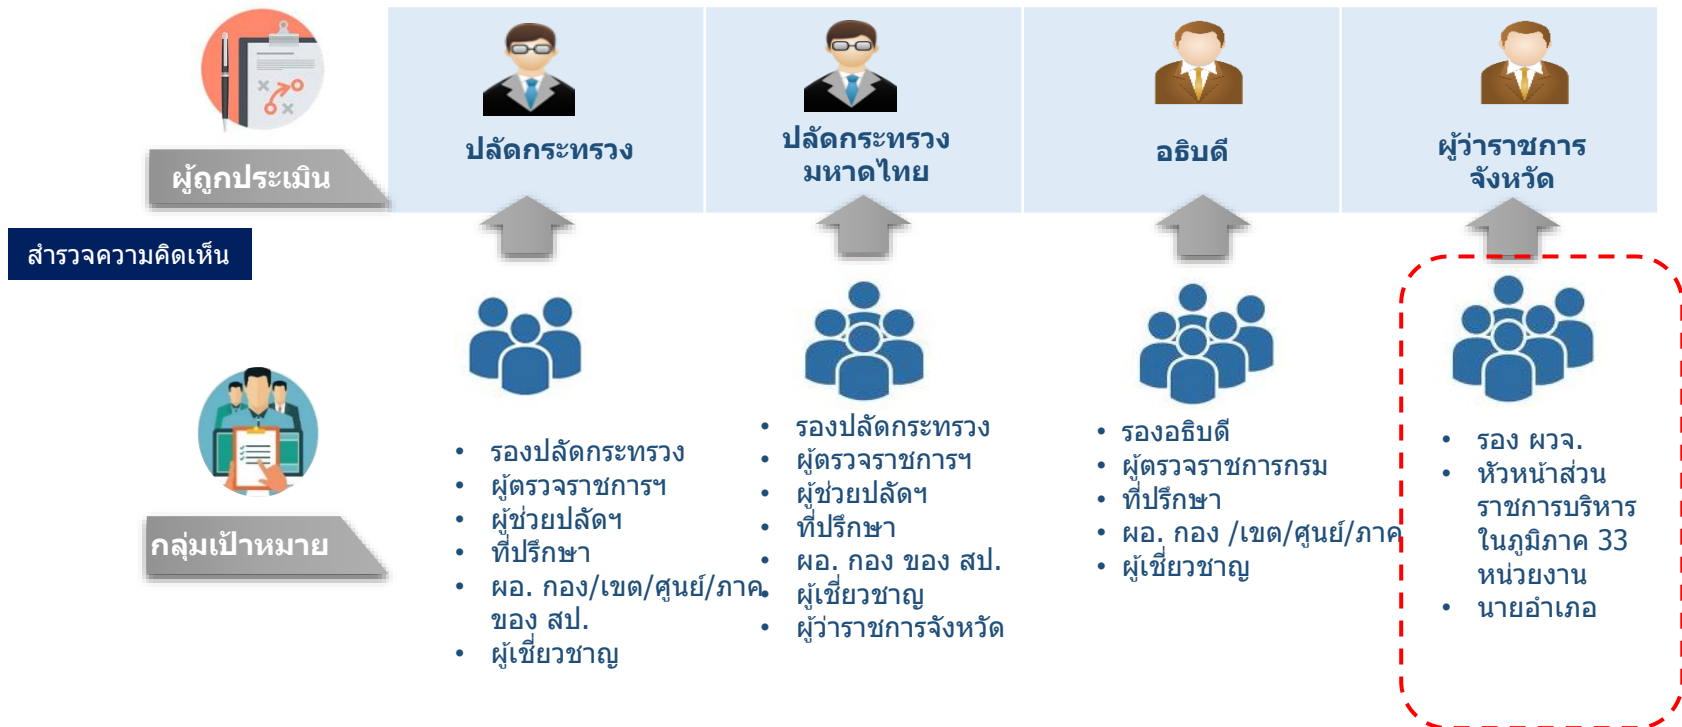 ผู้ถูกประเมิน
ปลัดกระทรวง
ปลัดกระทรวง
มหาดไทย
อธิบดี
ผู้ว่าราชการ
จังหวัด
สำรวจความคิดเห็น
กลุ่มเป้าหมาย
• รองปลัดกระทรวง
• ผู้ตรวจราชการฯ
• ผู้ช่วยปลัดฯ
• ที่ปรึกษา
• ผอ. กอง/เขต/ศูนย์/ภาค
ของ สป.
• ผู้เชี่ยวชาญ
• รองปลัดกระทรวง
• ผู้ตรวจราชการฯ
• ผู้ช่วยปลัดฯ
• ที่ปรึกษา
• ผอ. กอง ของ สป.
• ผู้เชี่ยวชาญ
• ผู้ว่าราชการจังหวัด
• รองอธิบดี
• ผู้ตรวจราชการกรม
• ที่ปรึกษา
• ผอ. กอง /เขต/ศูนย์/ภาค
• ผู้เชี่ยวชาญ
• รอง ผวจ.
• หัวหน้าส่วน
ราชการบริหาร
ในภูมิภาค 33
หน่วยงาน
• นายอำเภอ